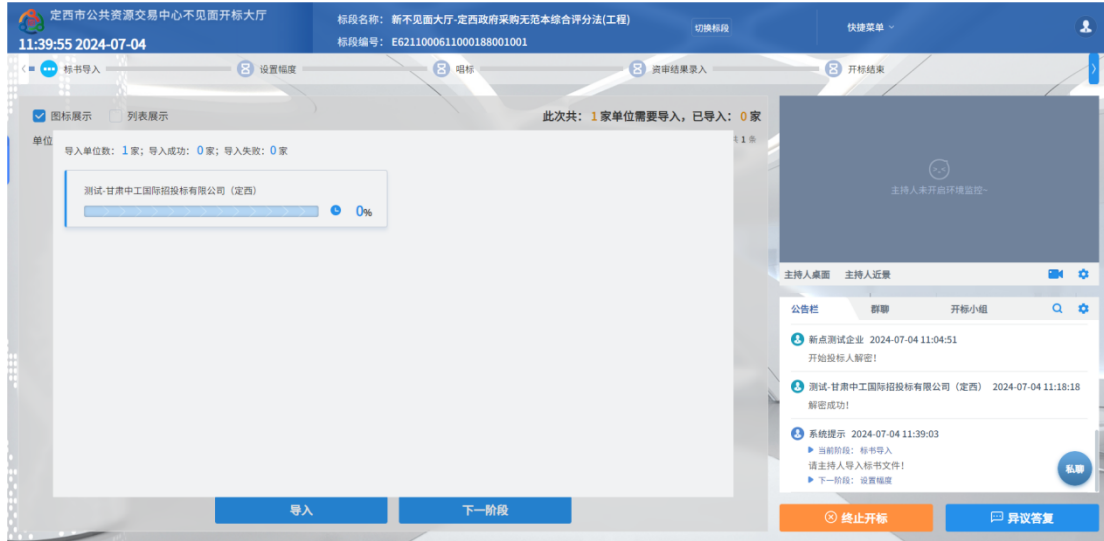 定西市公共资源交易中心不见面开标大厅
11:39:55 2024-07-04
标段名称: 新不见面大厅-定西政府采购无范本综合评分法(工程)
标段编号: E6211000611000188001001
切换标段
快捷菜单
标书导入
设置幅度
唱标
资审结果录入
开标结束
图标展示
列表展示
此次共: 1 家单位需要导入，已导入: 0 家
单位
1 条
导入单位数: 1 家; 导入成功: 0 家; 导入失败: 0 家
测试-甘肃中工国际招投标有限公司（定西）
0%
导入
下一阶段
主持人未开启环境监控~
主持人桌面
主持人近景
公告栏
群聊
开标小组
新点测试企业 2024-07-04 11:04:51
开始投标人解密!
测试-甘肃中工国际招投标有限公司（定西） 2024-07-04 11:18:18
解密成功!
系统提示 2024-07-04 11:39:03
当前阶段: 标书导入
请主持人导入标书文件!
下一阶段: 设置幅度
私聊
终止开标
异议答复